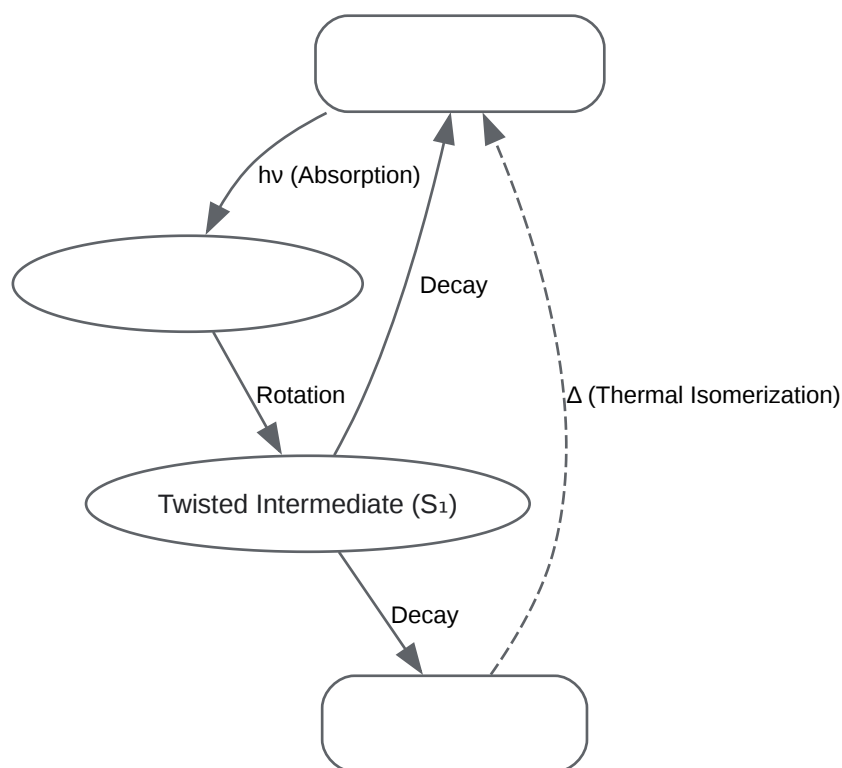 hν (Absorption)
Decay
Rotation
Δ (Thermal Isomerization)
Twisted Intermediate (S₁)
Decay